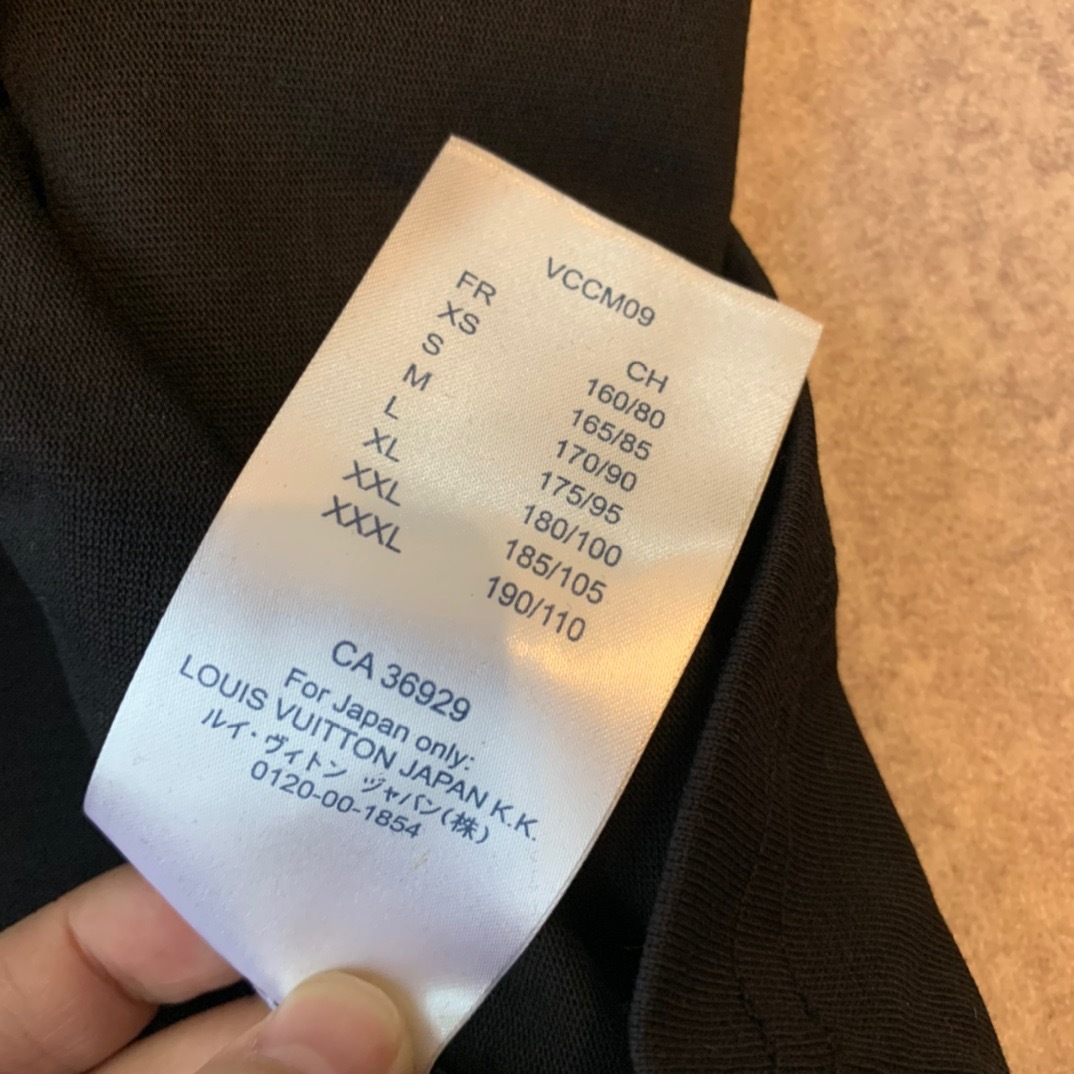 VCCM09
FR CH
XS 160/80
S 165/85
M 170/90
L 175/95
XL 180/100
XXL 185/105
XXXL 190/110
CA 36929
For Japan only:
LOUIS VUITTON JAPAN K.K.
ルイ・ヴィトン ヅャパン(株)
0120-00-1854